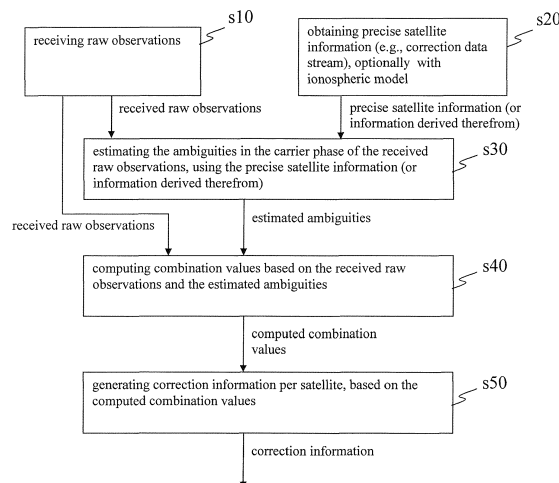 s10
receiving raw observations
s20
obtaining precise satellite
information (e.g., correction data
stream), optionally with
ionospheric model
received raw observations
precise satellite information (or
information derived therefrom)
s30
estimating the ambiguities in the carrier phase of the received
raw observations, using the precise satellite information (or
information derived therefrom)
received raw observations
estimated ambiguities
s40
computing combination values based on the received raw
observations and the estimated ambiguities
computed combination
values
s50
generating correction information per satellite, based on the
computed combination values
correction information